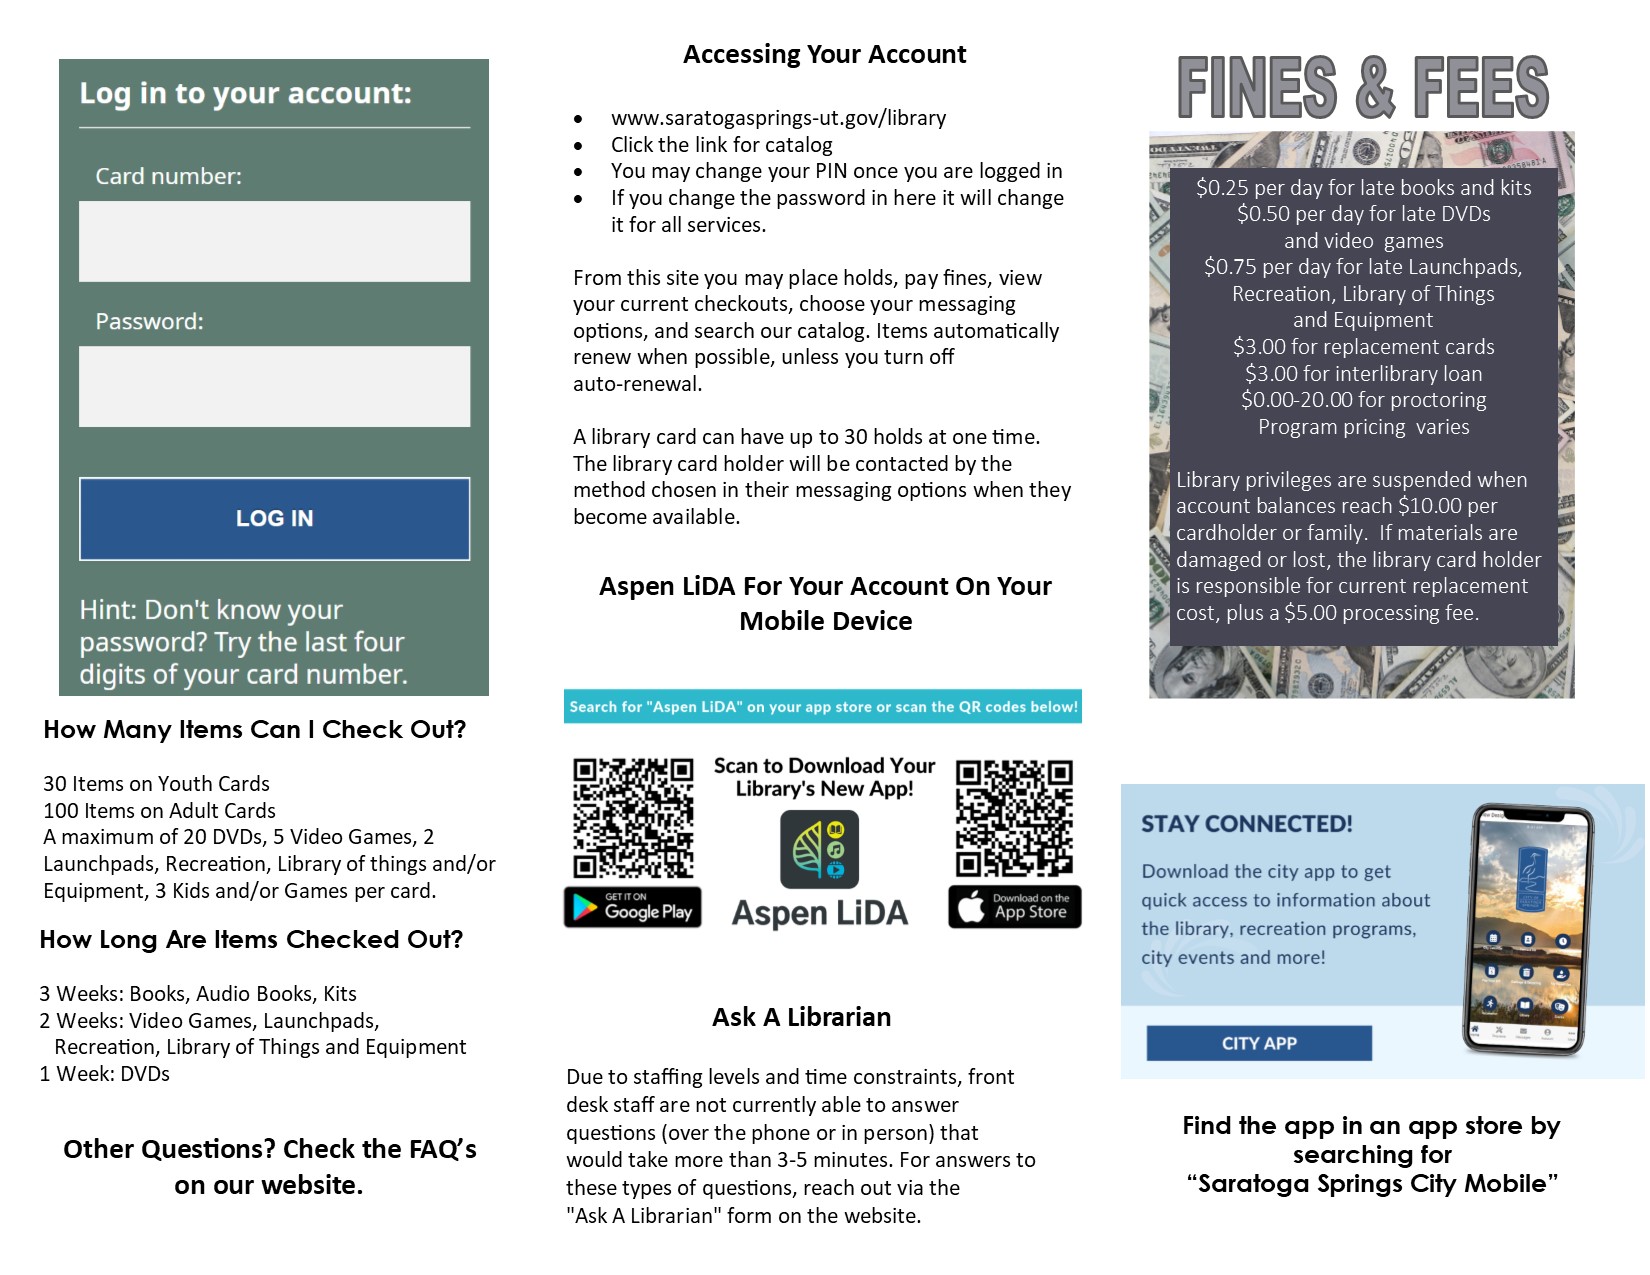 Log in to your account:
Card number:
Password:
LOG IN
Hint: Don't know your
password? Try the last four
digits of your card number.
How Many Items Can I Check Out?
30 Items on Youth Cards
100 Items on Adult Cards
A maximum of 20 DVDs, 5 Video Games, 2
Launchpads, Recreation, Library of things and/or
Equipment, 3 Kids and/or Games per card.
How Long Are Items Checked Out?
3 Weeks: Books, Audio Books, Kits
2 Weeks: Video Games, Launchpads,
Recreation, Library of Things and Equipment
1 Week: DVDs
Other Questions? Check the FAQ’s
on our website.
Accessing Your Account
• www.saratogasprings-ut.gov/library
• Click the link for catalog
• You may change your PIN once you are logged in
• If you change the password in here it will change
it for all services.
From this site you may place holds, pay fines, view
your current checkouts, choose your messaging
options, and search our catalog. Items automatically
renew when possible, unless you turn off
auto-renewal.
A library card can have up to 30 holds at one time.
The library card holder will be contacted by the
method chosen in their messaging options when they
become available.
Aspen LiDA For Your Account On Your
Mobile Device
Search for "Aspen LiDA" on your app store or scan the QR codes below!
Scan to Download Your
Library's New App!
GET IT ON
Google Play
Aspen LiDA
Download on the
App Store
Ask A Librarian
Due to staffing levels and time constraints, front
desk staff are not currently able to answer
questions (over the phone or in person) that
would take more than 3-5 minutes. For answers to
these types of questions, reach out via the
"Ask A Librarian" form on the website.
FINES & FEES
$0.25 per day for late books and kits
$0.50 per day for late DVDs
and video games
$0.75 per day for late Launchpads,
Recreation, Library of Things
and Equipment
$3.00 for replacement cards
$3.00 for interlibrary loan
$0.00-20.00 for proctoring
Program pricing varies
Library privileges are suspended when
account balances reach $10.00 per
cardholder or family. If materials are
damaged or lost, the library card holder
is responsible for current replacement
cost, plus a $5.00 processing fee.
STAY CONNECTED!
Download the city app to get
quick access to information about
the library, recreation programs,
city events and more!
CITY APP
Find the app in an app store by
searching for
“Saratoga Springs City Mobile”